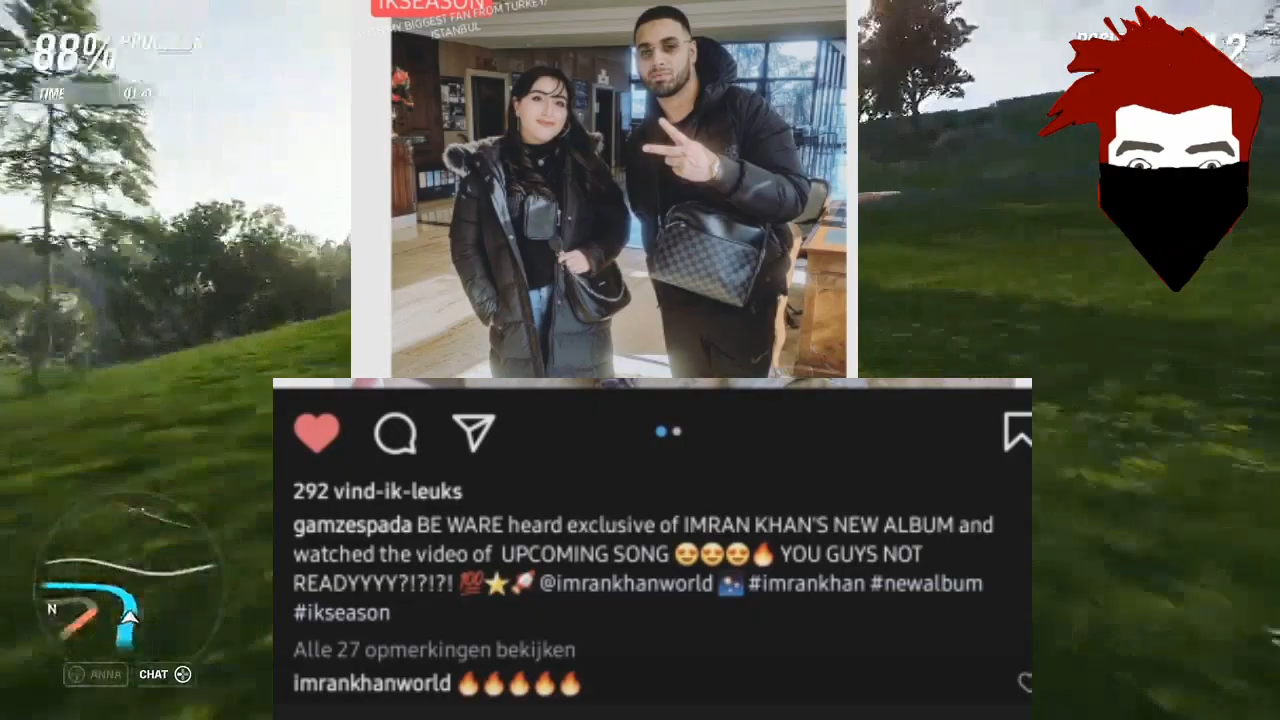 IKSEASON
MY BIGGEST FAN FROM TURKEY/
ISTANBUL
88%
TIME
292 vind-ik-leuks
gamzespada BE WARE heard exclusive of IMRAN KHAN'S NEW ALBUM and
watched the video of UPCOMING SONG 😍😍😍🔥 YOU GUYS NOT
READYYYY?!?!?! 💯⭐🚀 @imrankhanworld 🌌 #imrankhan #newalbum
#ikseason
Alle 27 opmerkingen bekijken
imrankhanworld 🔥🔥🔥🔥🔥
N
ANNA
CHAT